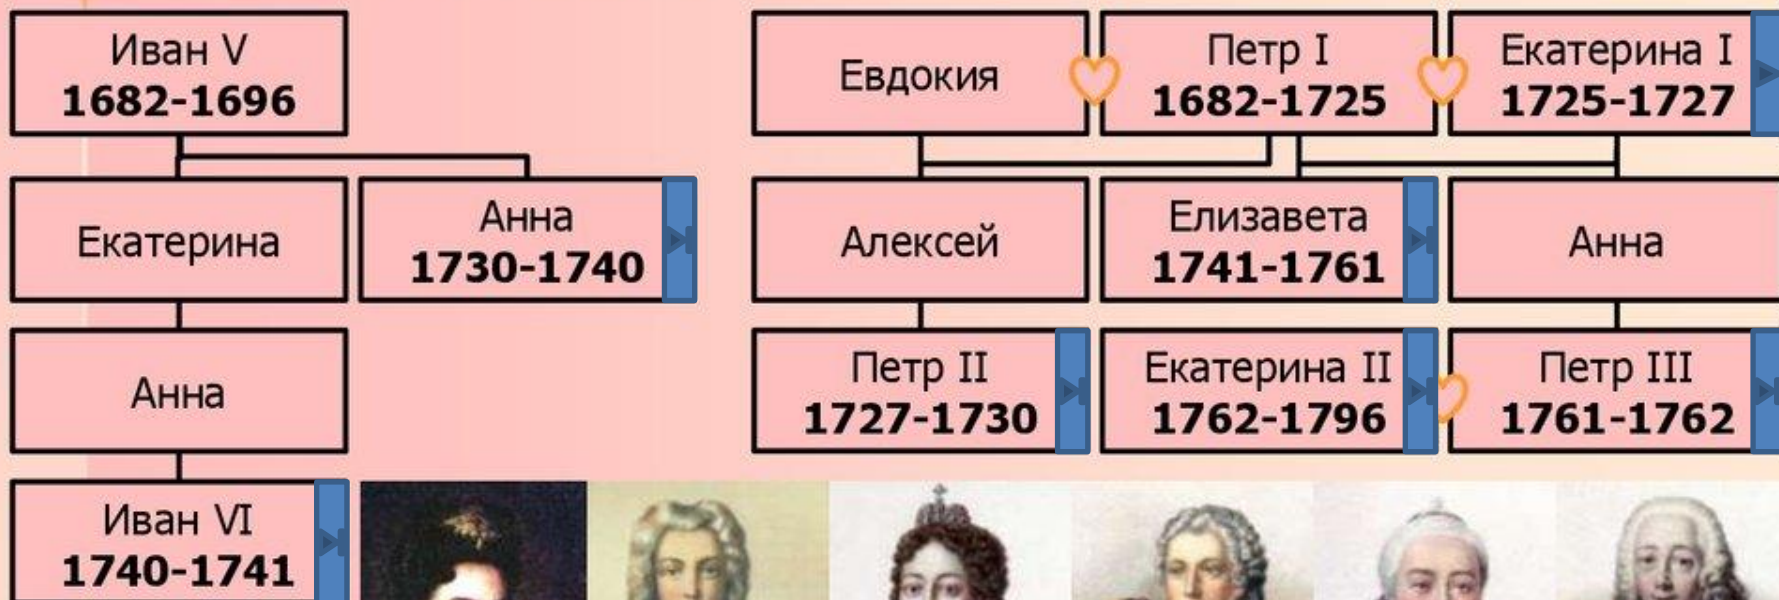 Иван V
1682-1696
Евдокия
Петр I
1682-1725
Екатерина I
1725-1727
Екатерина
Анна
1730-1740
Алексей
Елизавета
1741-1761
Анна
Анна
Петр II
1727-1730
Екатерина II
1762-1796
Петр III
1761-1762
Иван VI
1740-1741